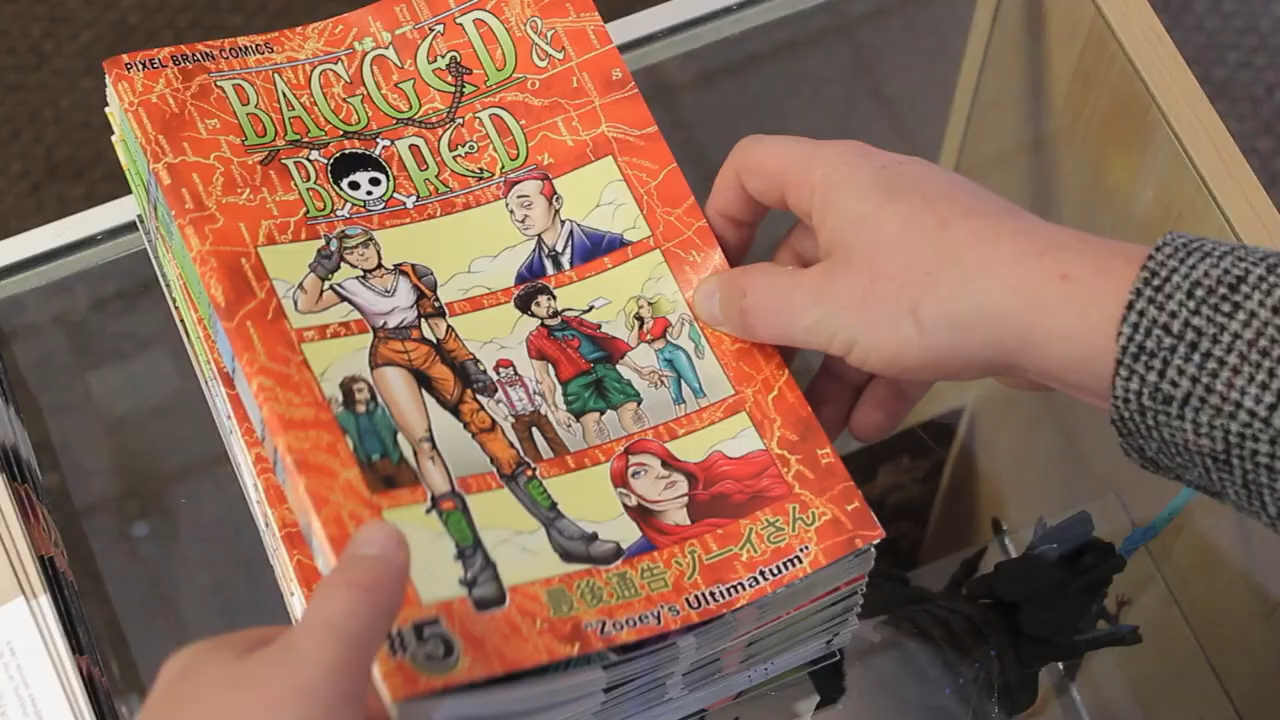 PIXEL BRAIN COMICS
BAGGED &
BORED
最後通告ゾーイさん
"Zooey's Ultimatum"
#5